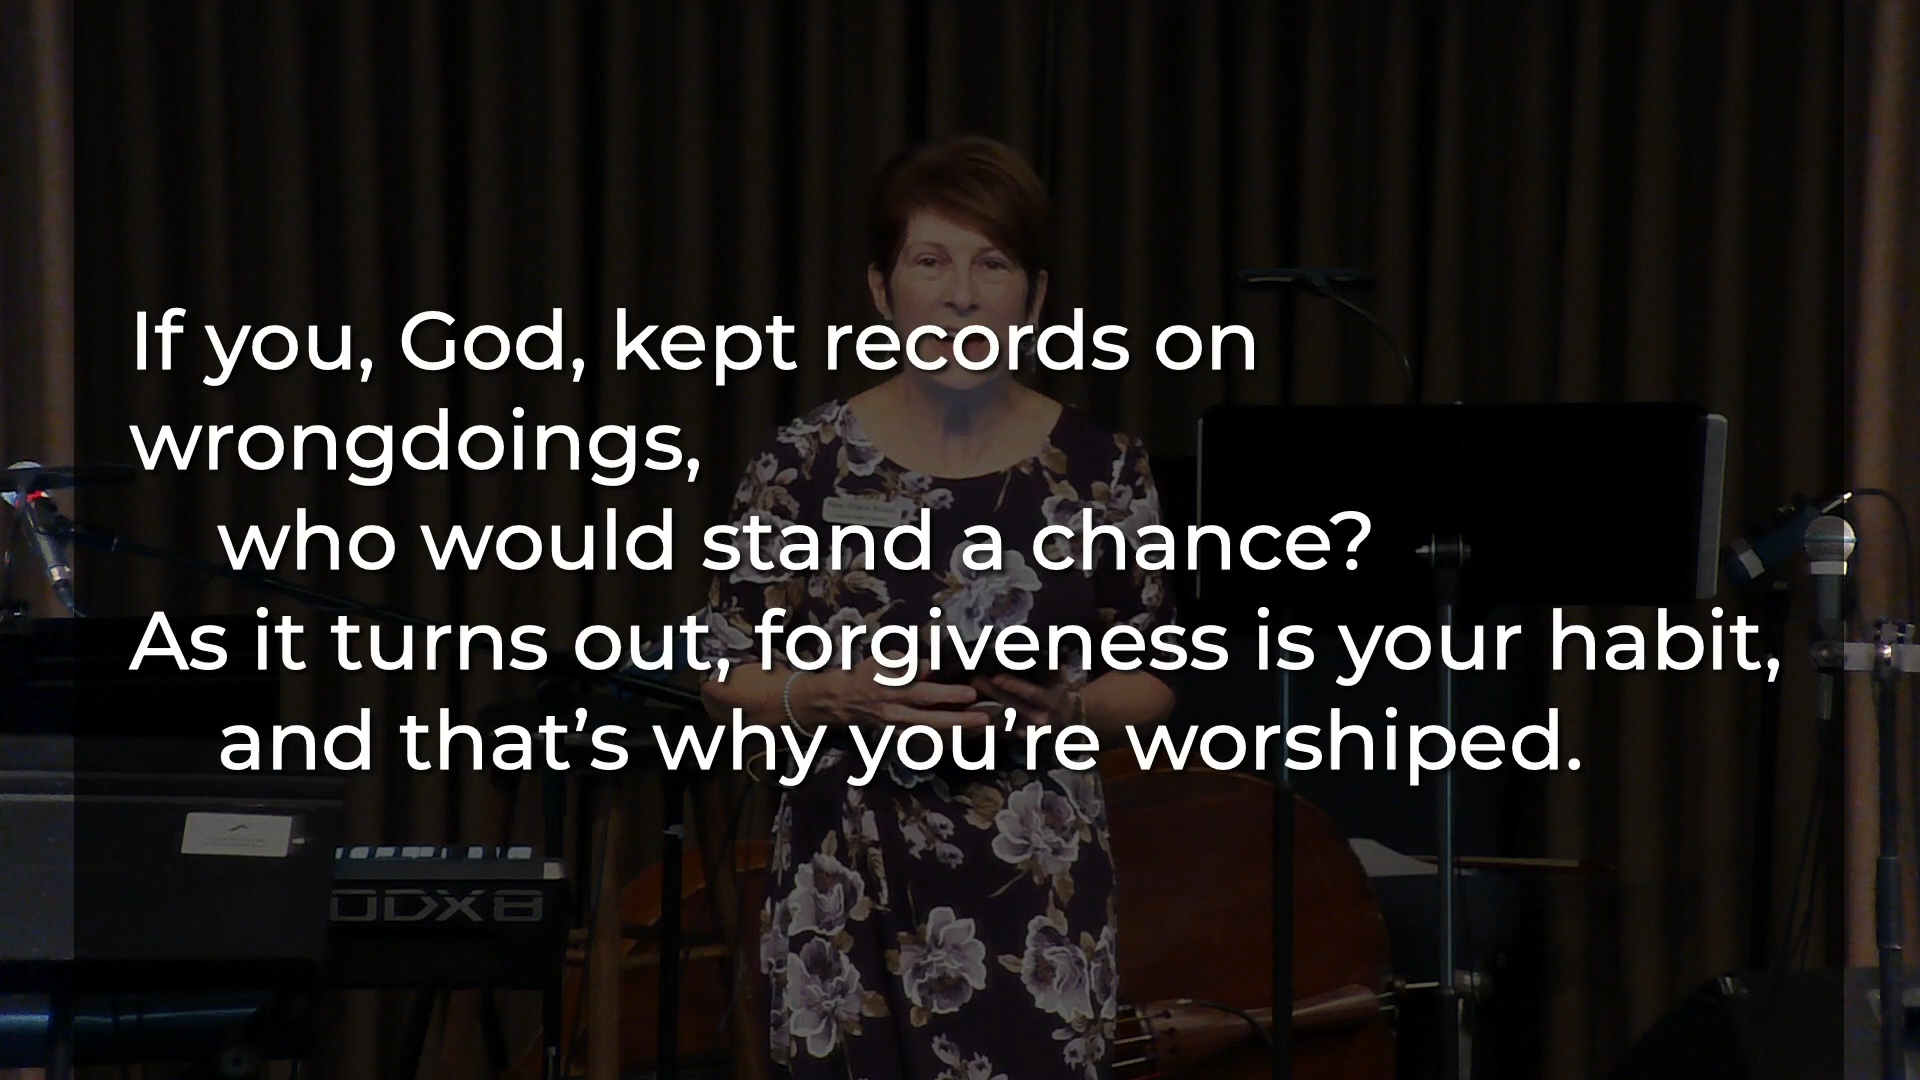 If you, God, kept records on
wrongdoings,
who would stand a chance?
As it turns out, forgiveness is your habit,
and that’s why you’re worshiped.
ODX8